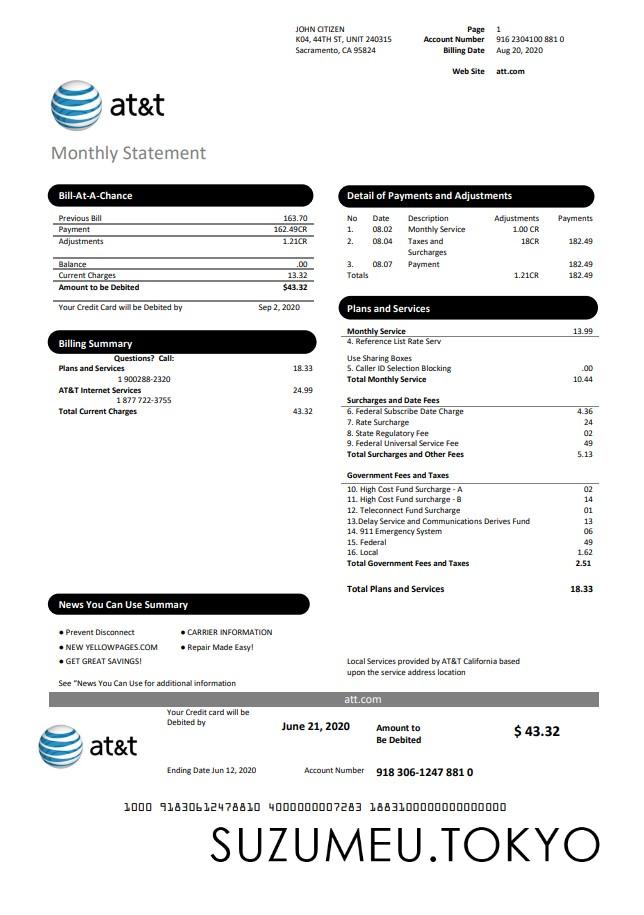 JOHN CITIZEN
K04, 44TH ST, UNIT 240315
Sacramento, CA 95824
Page 1
Account Number 916 2304100 881 0
Billing Date Aug 20, 2020
Web Site att.com
at&t
Monthly Statement
Bill-At-A-Chance
Previous Bill 163.70
Payment 162.49CR
Adjustments 1.21CR
Balance .00
Current Charges 13.32
Amount to be Debited $43.32
Your Credit Card will be Debited by Sep 2, 2020
Billing Summary
Questions? Call:
Plans and Services 18.33
1 900288-2320
AT&T Internet Services 24.99
1 877 722-3755
Total Current Charges 43.32
Detail of Payments and Adjustments
No Date Description Adjustments Payments
1. 08.02 Monthly Service 1.00 CR
2. 08.04 Taxes and 18CR 182.49
Surcharges
3. 08.07 Payment 182.49
Totals 1.21CR 182.49
Plans and Services
Monthly Service 13.99
4. Reference List Rate Serv
Use Sharing Boxes
5. Caller ID Selection Blocking .00
Total Monthly Service 10.44
Surcharges and Date Fees
6. Federal Subscribe Date Charge 4.36
7. Rate Surcharge 24
8. State Regulatory Fee 02
9. Federal Universal Service Fee 49
Total Surcharges and Other Fees 5.13
Government Fees and Taxes
10. High Cost Fund Surcharge - A 02
11. High Cost Fund surcharge - B 14
12. Teleconnect Fund Surcharge 01
13.Delay Service and Communications Derives Fund 13
14. 911 Emergency System 06
15. Federal 49
16. Local 1.62
Total Government Fees and Taxes 2.51
Total Plans and Services 18.33
News You Can Use Summary
● Prevent Disconnect ● CARRIER INFORMATION
● NEW YELLOWPAGES.COM ● Repair Made Easy!
● GET GREAT SAVINGS!
See "News You Can Use for additional information
Local Services provided by AT&T California based
upon the service address location
att.com
at&t
Your Credit card will be
Debited by
June 21, 2020
Amount to
Be Debited
$ 43.32
Ending Date Jun 12, 2020
Account Number 918 306-1247 881 0
1000 91830612478810 4000000007283 18831000000000000000
SUZUMEU.TOKYO